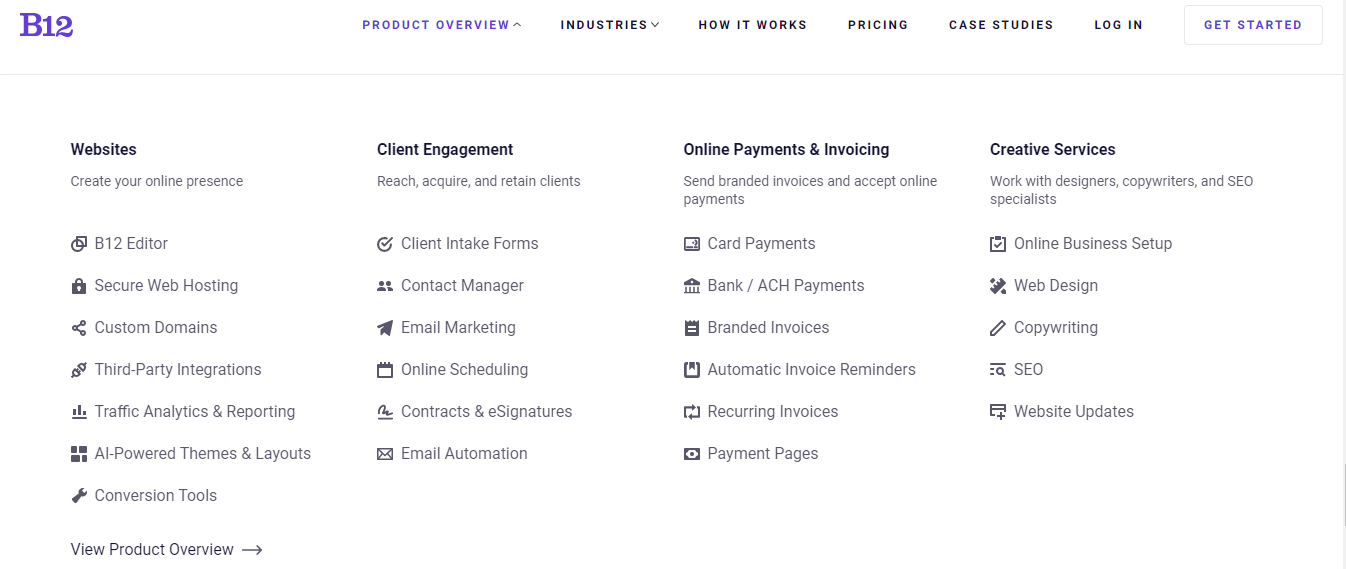 B12
PRODUCT OVERVIEW
INDUSTRIES
HOW IT WORKS
PRICING
CASE STUDIES
LOG IN
GET STARTED
Websites
Create your online presence
B12 Editor
Secure Web Hosting
Custom Domains
Third-Party Integrations
Traffic Analytics & Reporting
AI-Powered Themes & Layouts
Conversion Tools
View Product Overview
Client Engagement
Reach, acquire, and retain clients
Client Intake Forms
Contact Manager
Email Marketing
Online Scheduling
Contracts & eSignatures
Email Automation
Online Payments & Invoicing
Send branded invoices and accept online
payments
Card Payments
Bank / ACH Payments
Branded Invoices
Automatic Invoice Reminders
Recurring Invoices
Payment Pages
Creative Services
Work with designers, copywriters, and SEO
specialists
Online Business Setup
Web Design
Copywriting
SEO
Website Updates